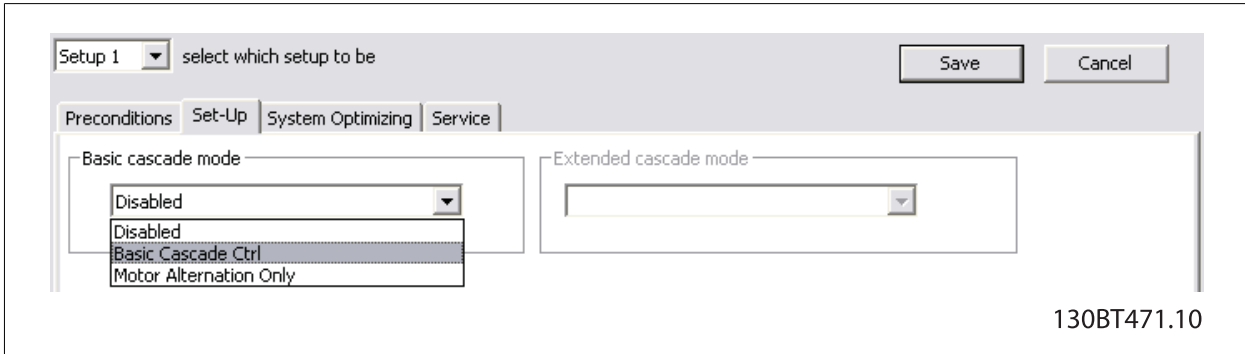 Setup 1 select which setup to be Save Cancel
Preconditions Set-Up System Optimizing Service
Basic cascade mode Extended cascade mode
Disabled
Disabled
Basic Cascade Ctrl
Motor Alternation Only
130BT471.10